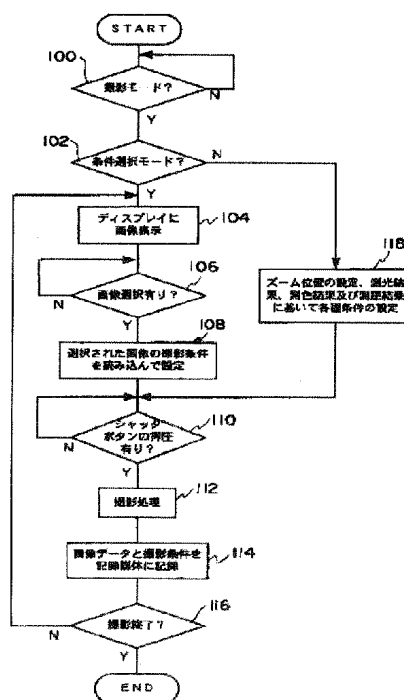 START
100
撮影モード?
N
Y
102
条件選択モード?
N
Y
ディスプレイに
画像表示
104
106
画像選択有り?
N
Y
108
選択された画像の撮影条件
を読み込んで設定
118
ズーム位置の設定、測光結
果、測色結果及び測距結果
に基いて各種条件の設定
110
シャッタ
ボタンの押圧
有り?
N
Y
撮影処理
112
画像データと撮影条件を
記録媒体に記録
114
116
撮影終了?
N
Y
END